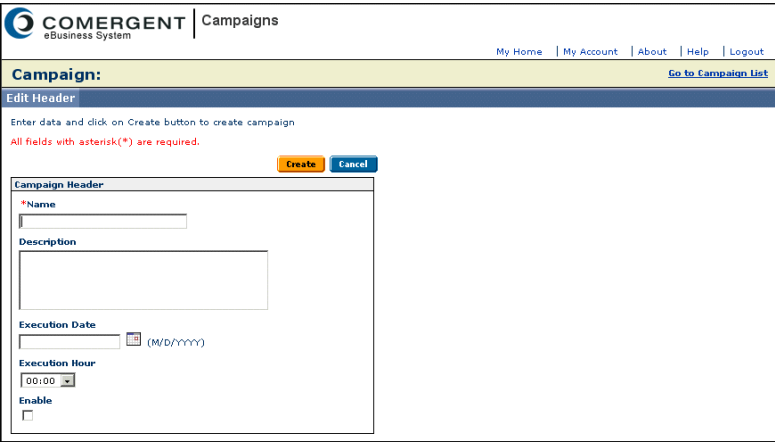 COMERGENT
eBusiness System
Campaigns
My Home | My Account | About | Help | Logout
Campaign:
Go to Campaign List
Edit Header
Enter data and click on Create button to create campaign
All fields with asterisk(*) are required.
Create Cancel
Campaign Header
*Name
Description
Execution Date
(M/D/YYYY)
Execution Hour
00:00
Enable